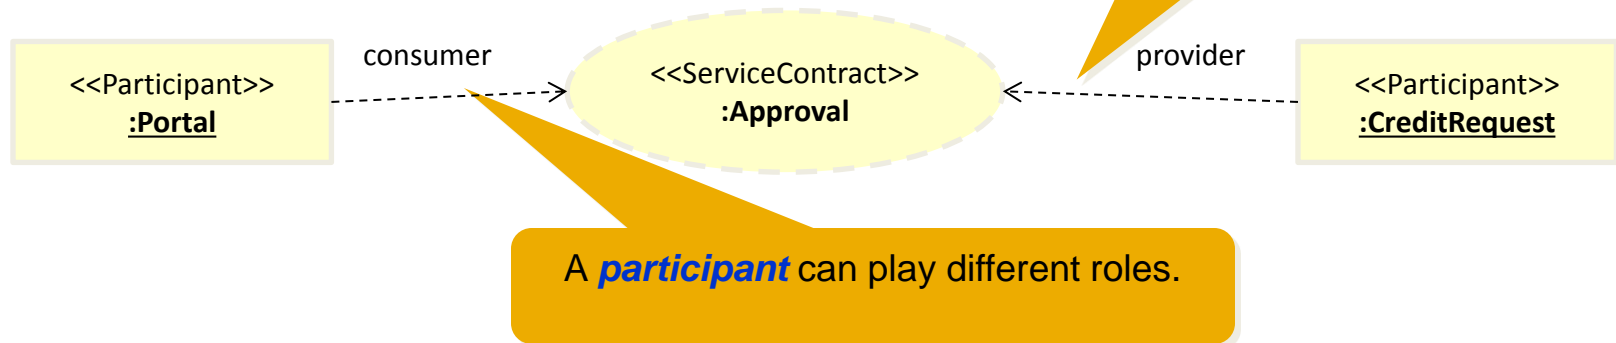 consumer
provider
<<Participant>>
:Portal
<<ServiceContract>>
:Approval
<<Participant>>
:CreditRequest
A participant can play different roles.